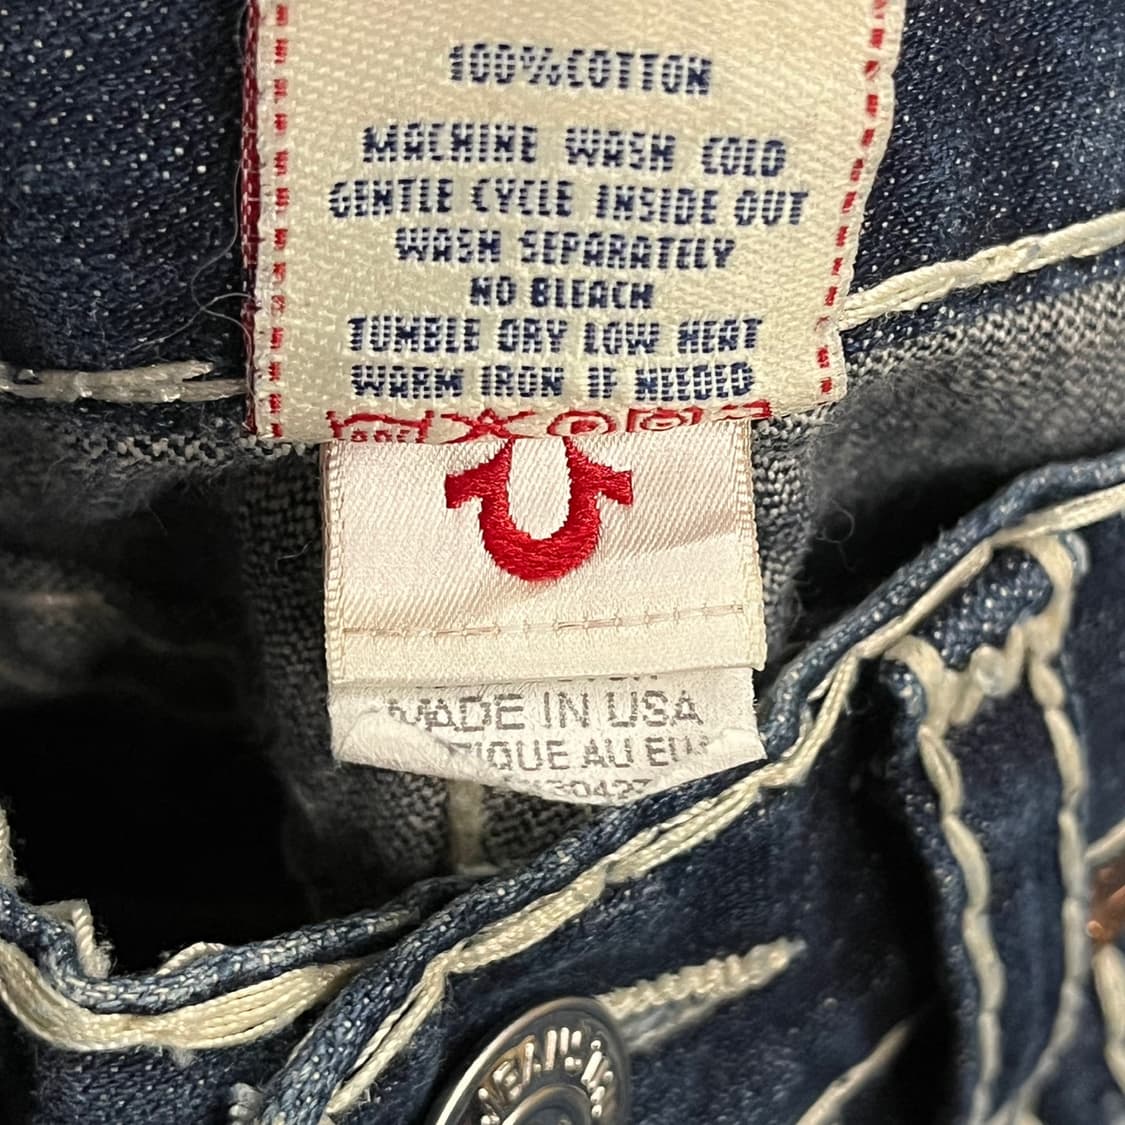 100%COTTON
MACHINE WASH COLD
GENTLE CYCLE INSIDE OUT
WASH SEPARATELY
NO BLEACH
TUMBLE DRY LOW HEAT
WARM IRON IF NEEDED
MADE IN USA
AU